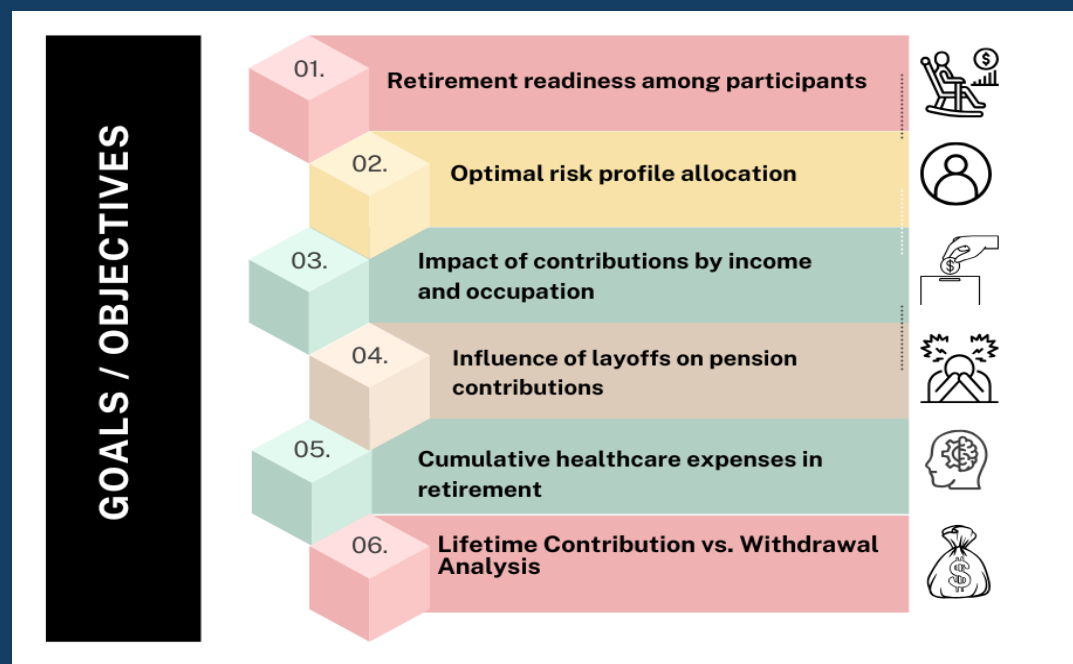 GOALS / OBJECTIVES
01.
Retirement readiness among participants
$
02.
Optimal risk profile allocation
03.
Impact of contributions by income
and occupation
$
04.
Influence of layoffs on pension
contributions
05.
Cumulative healthcare expenses in
retirement
06.
Lifetime Contribution vs. Withdrawal
Analysis
$